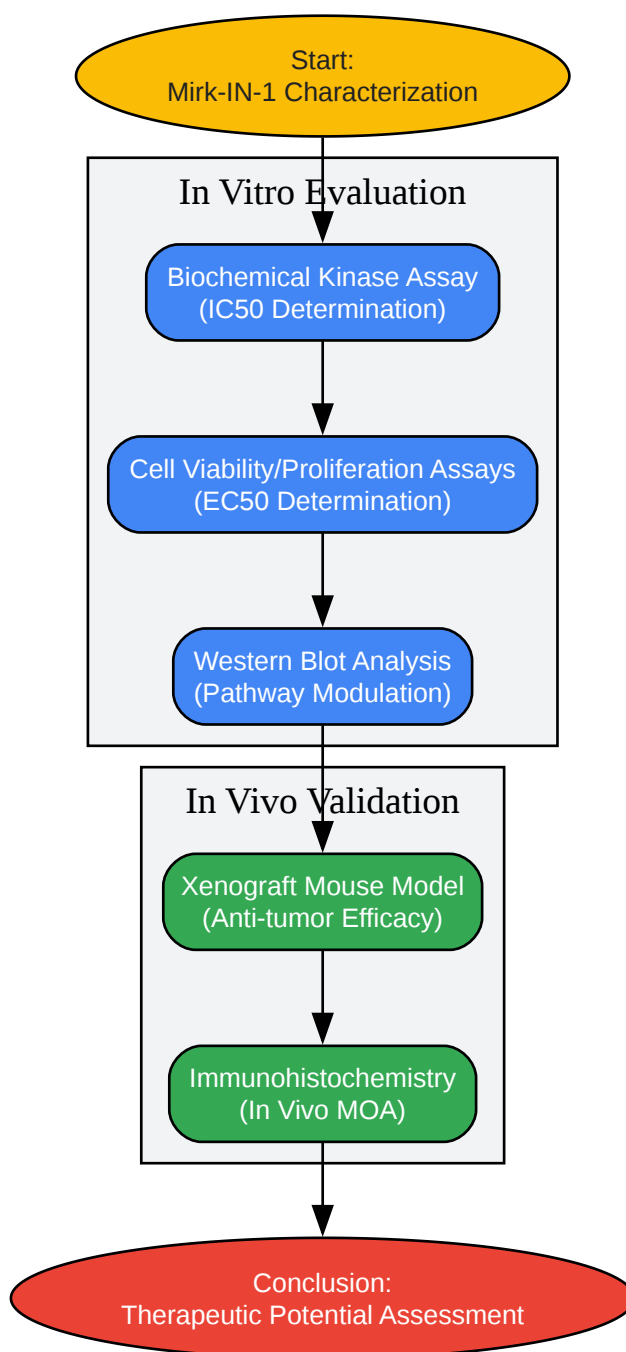 Start:
Mirk-IN-1 Characterization
In Vitro Evaluation
Biochemical Kinase Assay
(IC50 Determination)
Cell Viability/Proliferation Assays
(EC50 Determination)
Western Blot Analysis
(Pathway Modulation)
In Vivo Validation
Xenograft Mouse Model
(Anti-tumor Efficacy)
Immunohistochemistry
(In Vivo MOA)
Conclusion:
Therapeutic Potential Assessment